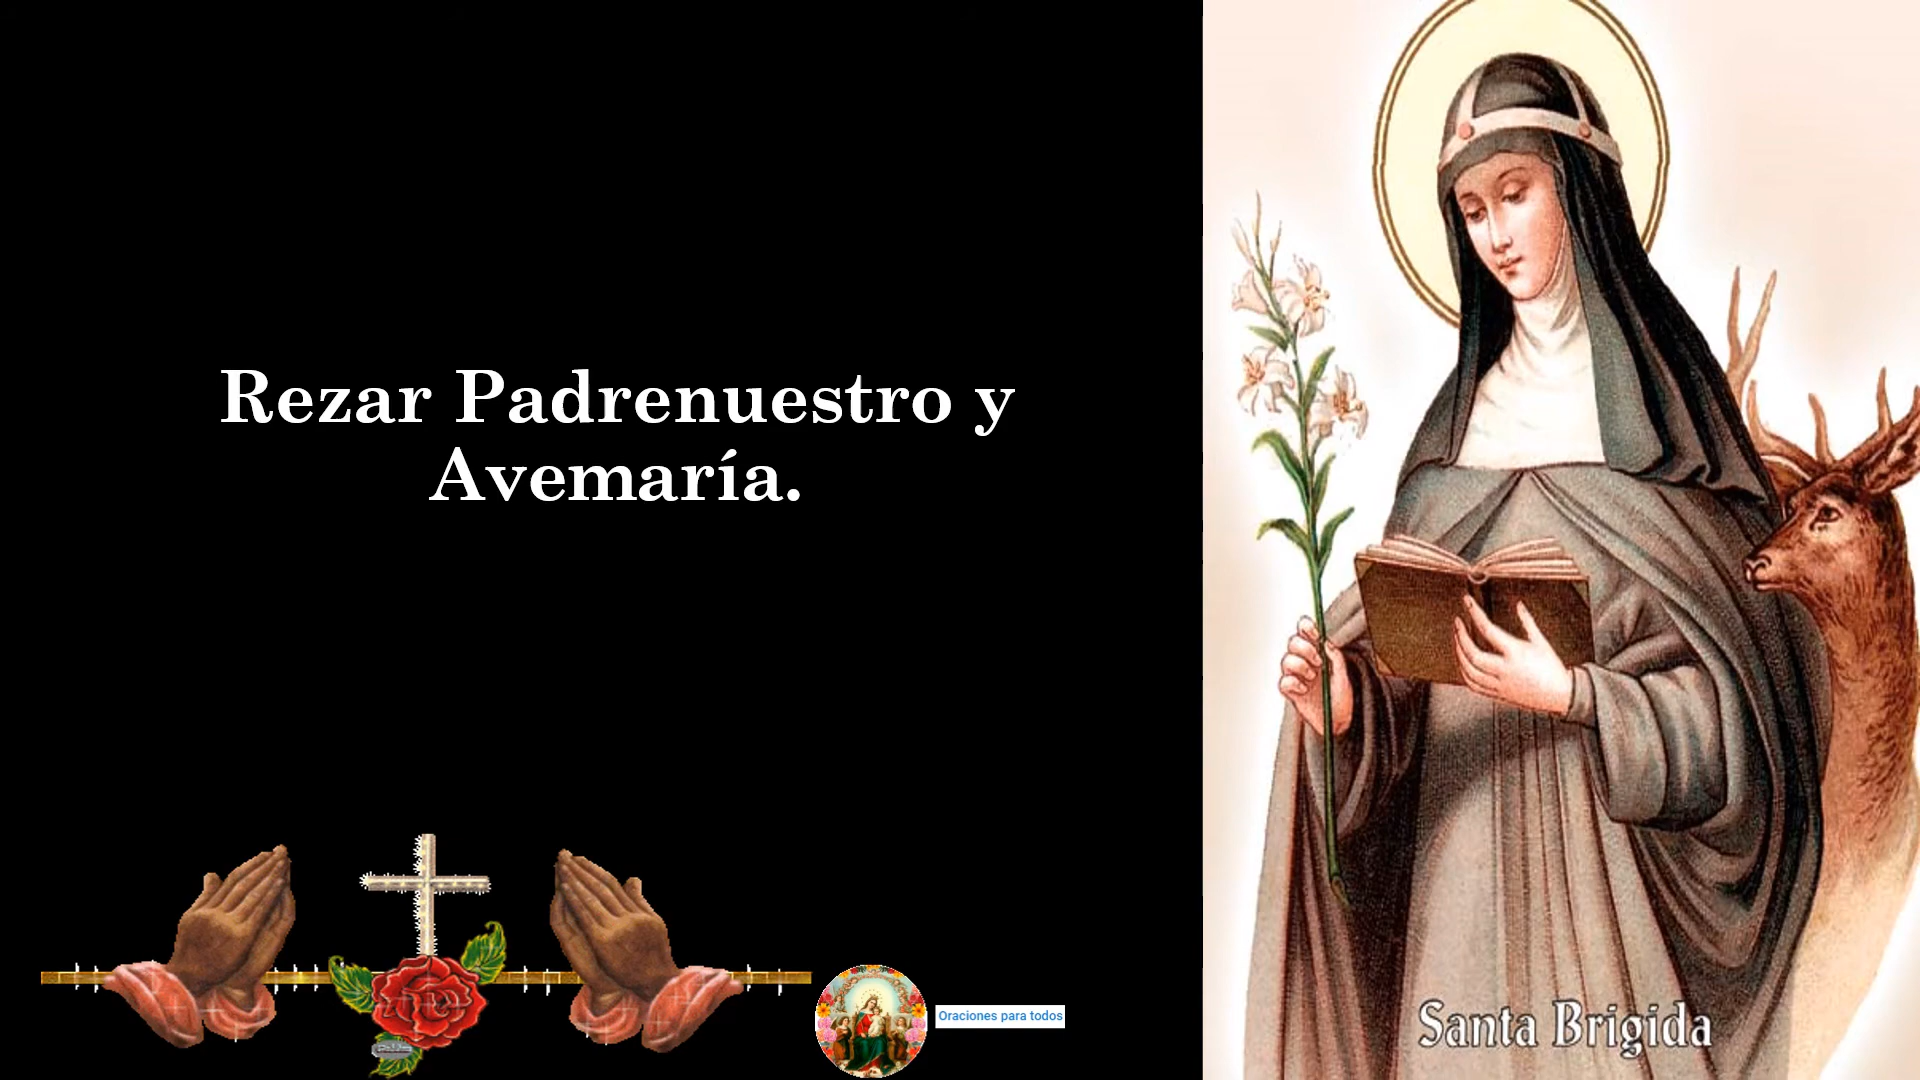 Rezar Padrenuestro y
Avemaría.
Oraciones para todos
Santa Brigida